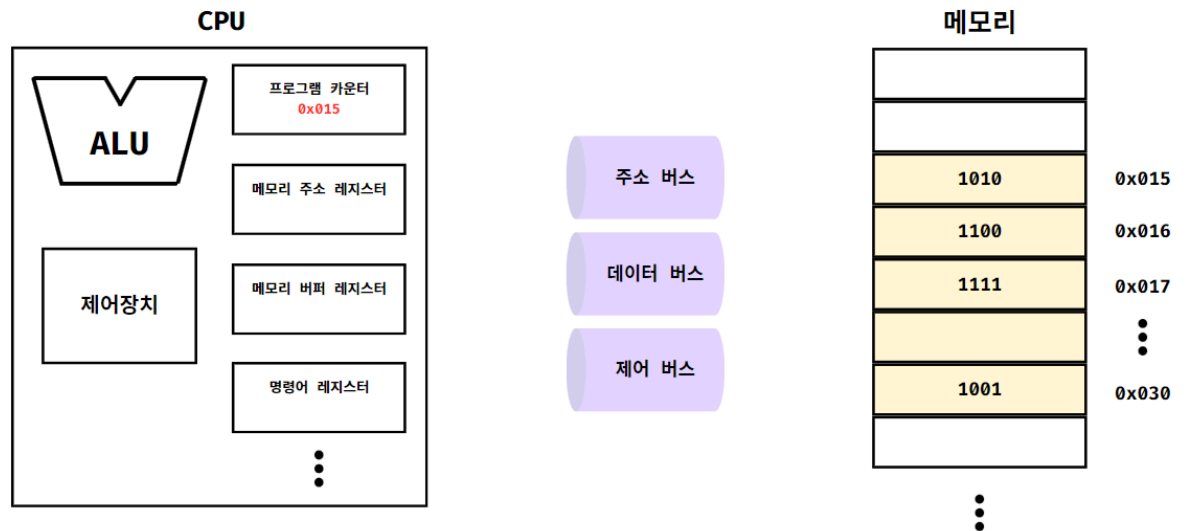 CPU
ALU
제어장치
프로그램 카운터
0x015
메모리 주소 레지스터
메모리 버퍼 레지스터
명령어 레지스터
주소 버스
데이터 버스
제어 버스
메모리
1010 0x015
1100 0x016
1111 0x017
1001 0x030